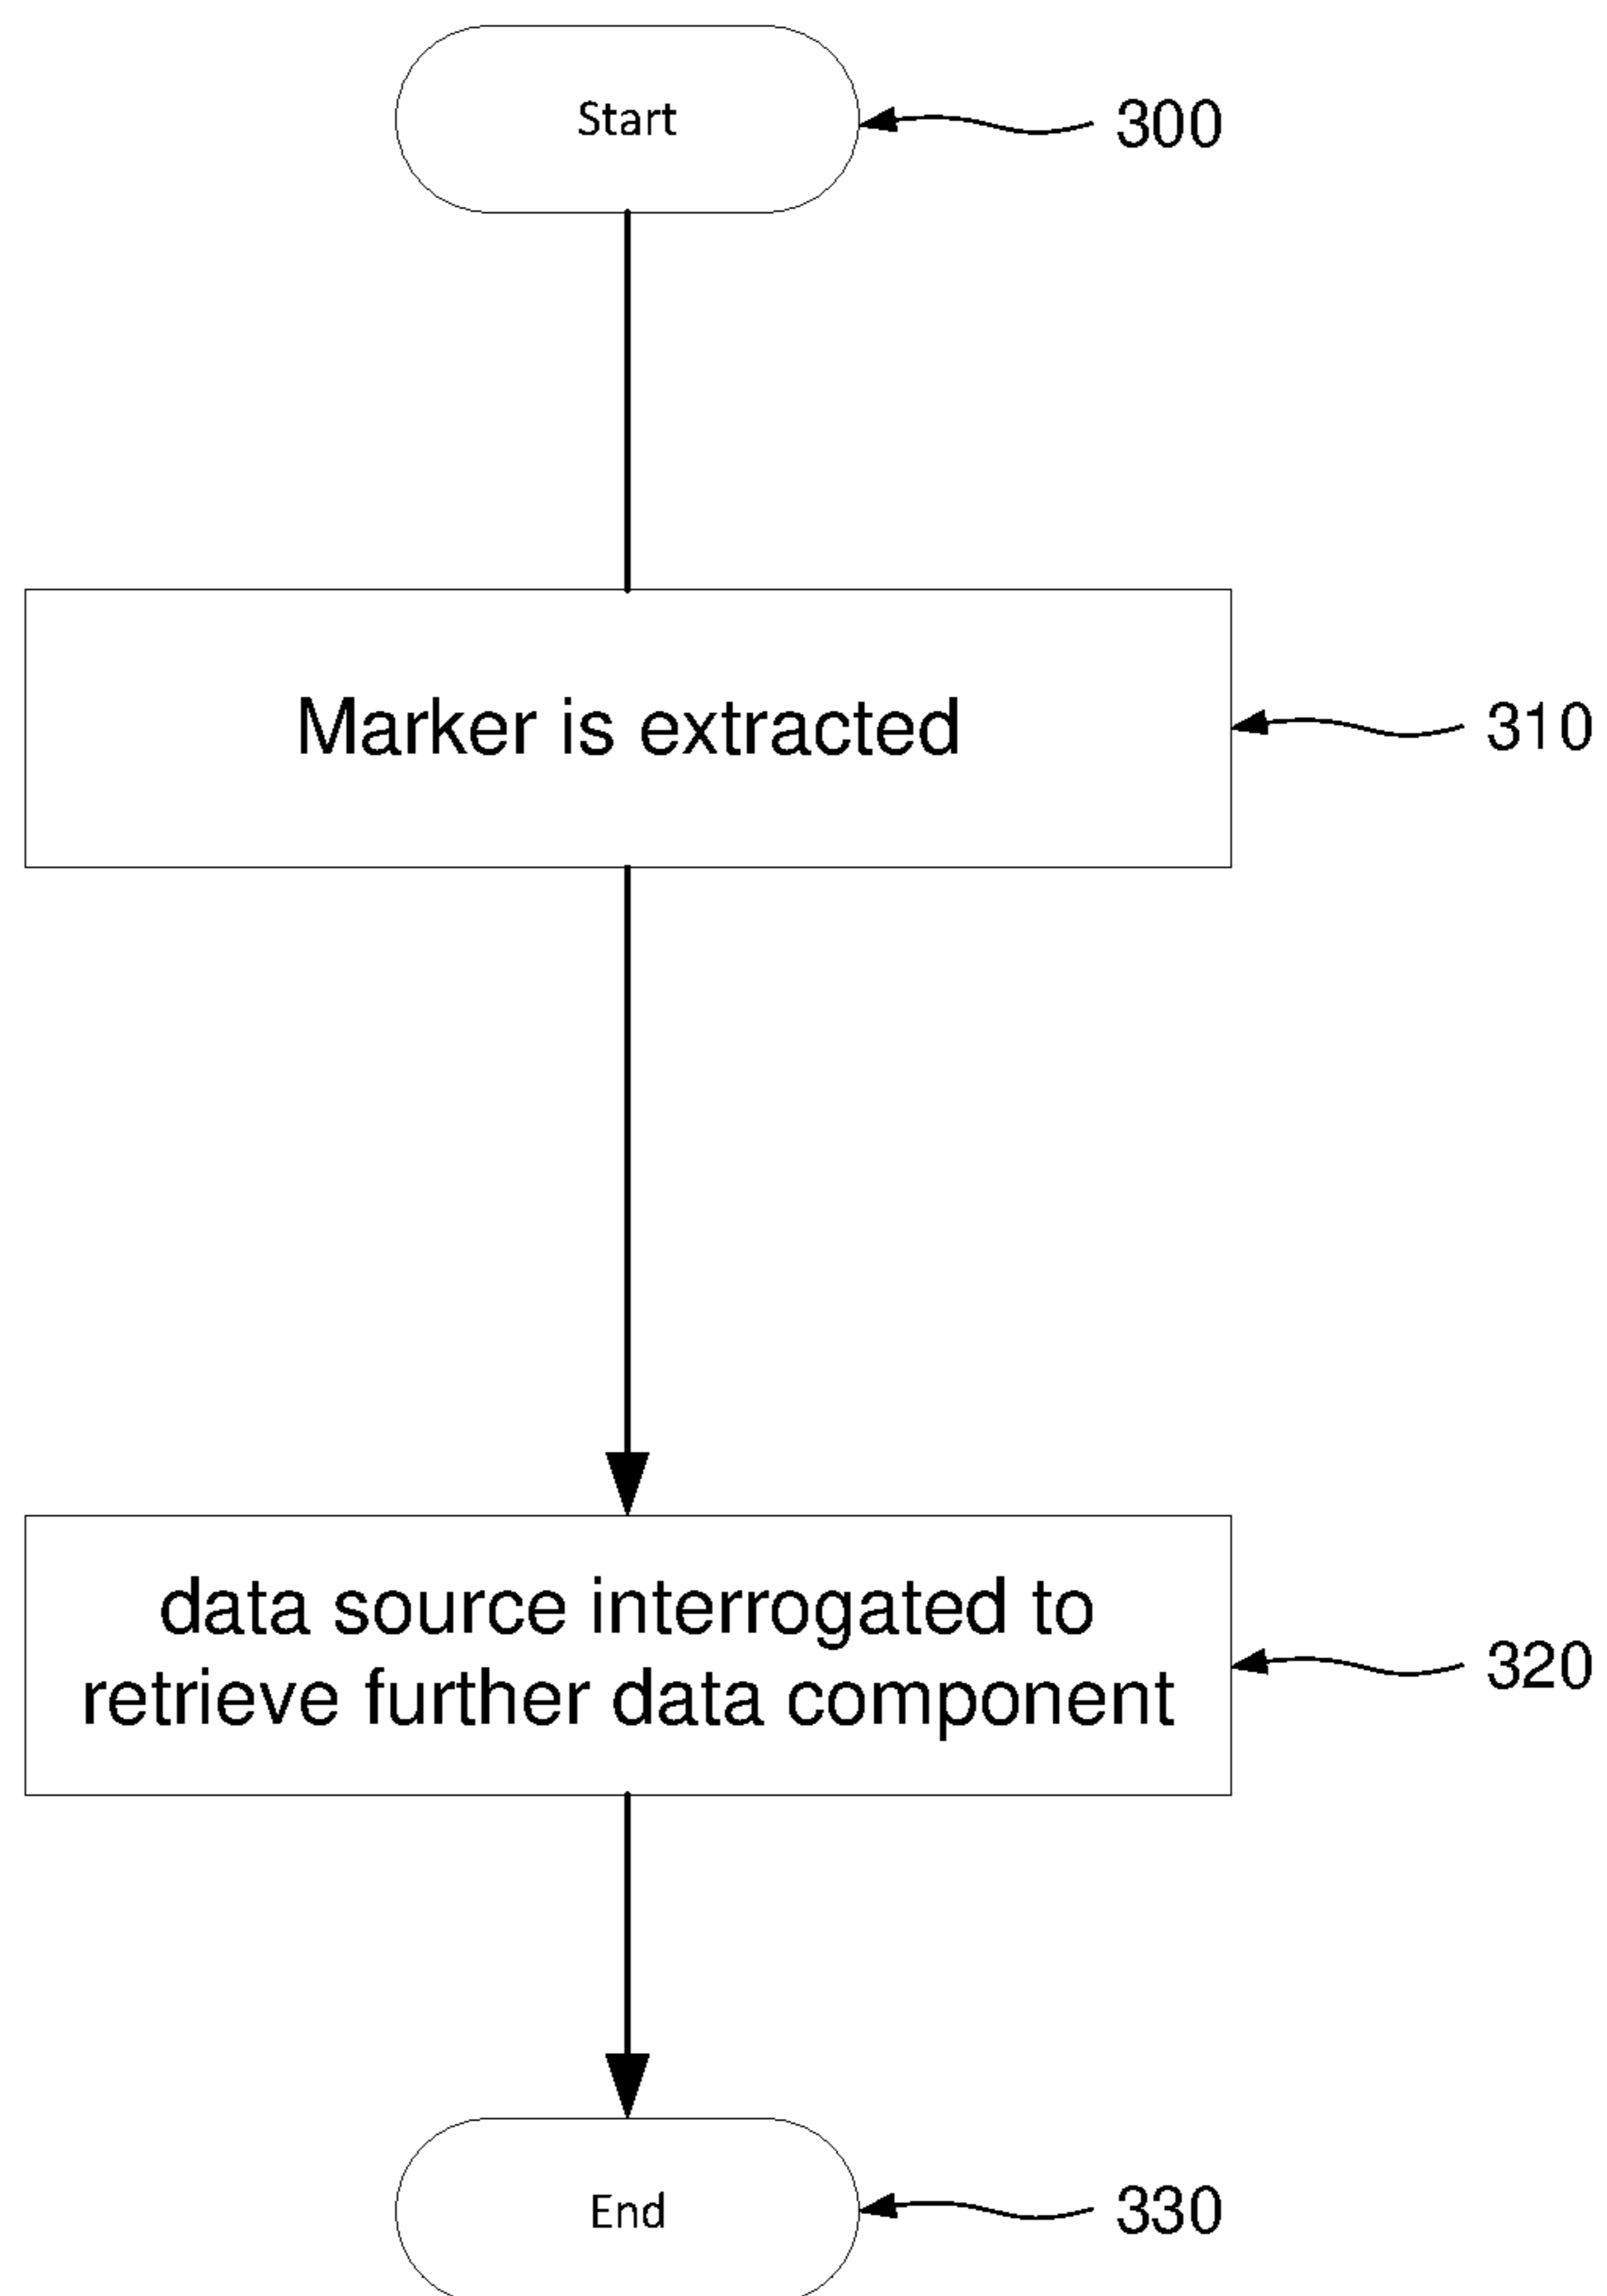 Start
300
Marker is extracted
310
data source interrogated to
retrieve further data component
320
End
330